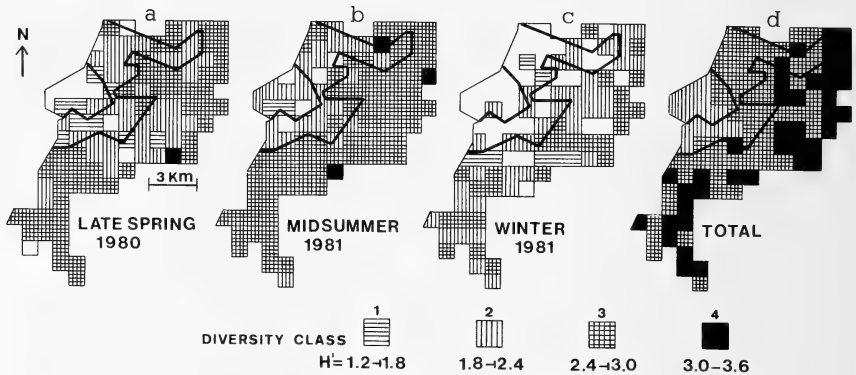 a b c d
N
3 Km
LATE SPRING
1980
MIDSUMMER
1981
WINTER
1981
TOTAL
1 2 3 4
DIVERSITY CLASS
H'= 1.2⊣1.8 1.8⊣2.4 2.4⊣3.0 3.0–3.6